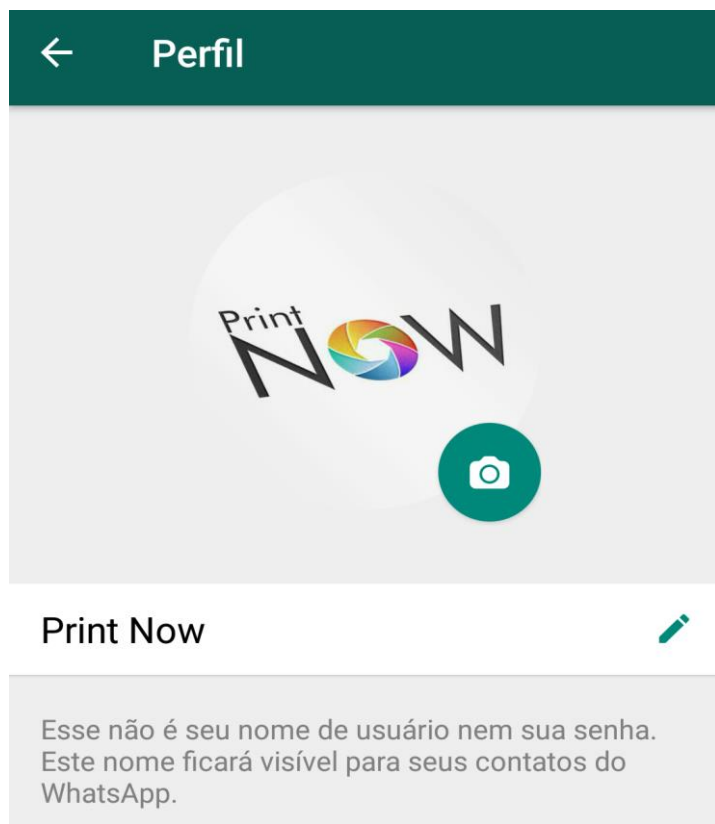 Perfil
Print
NOW
Print Now
Esse não é seu nome de usuário nem sua senha.
Este nome ficará visível para seus contatos do
WhatsApp.